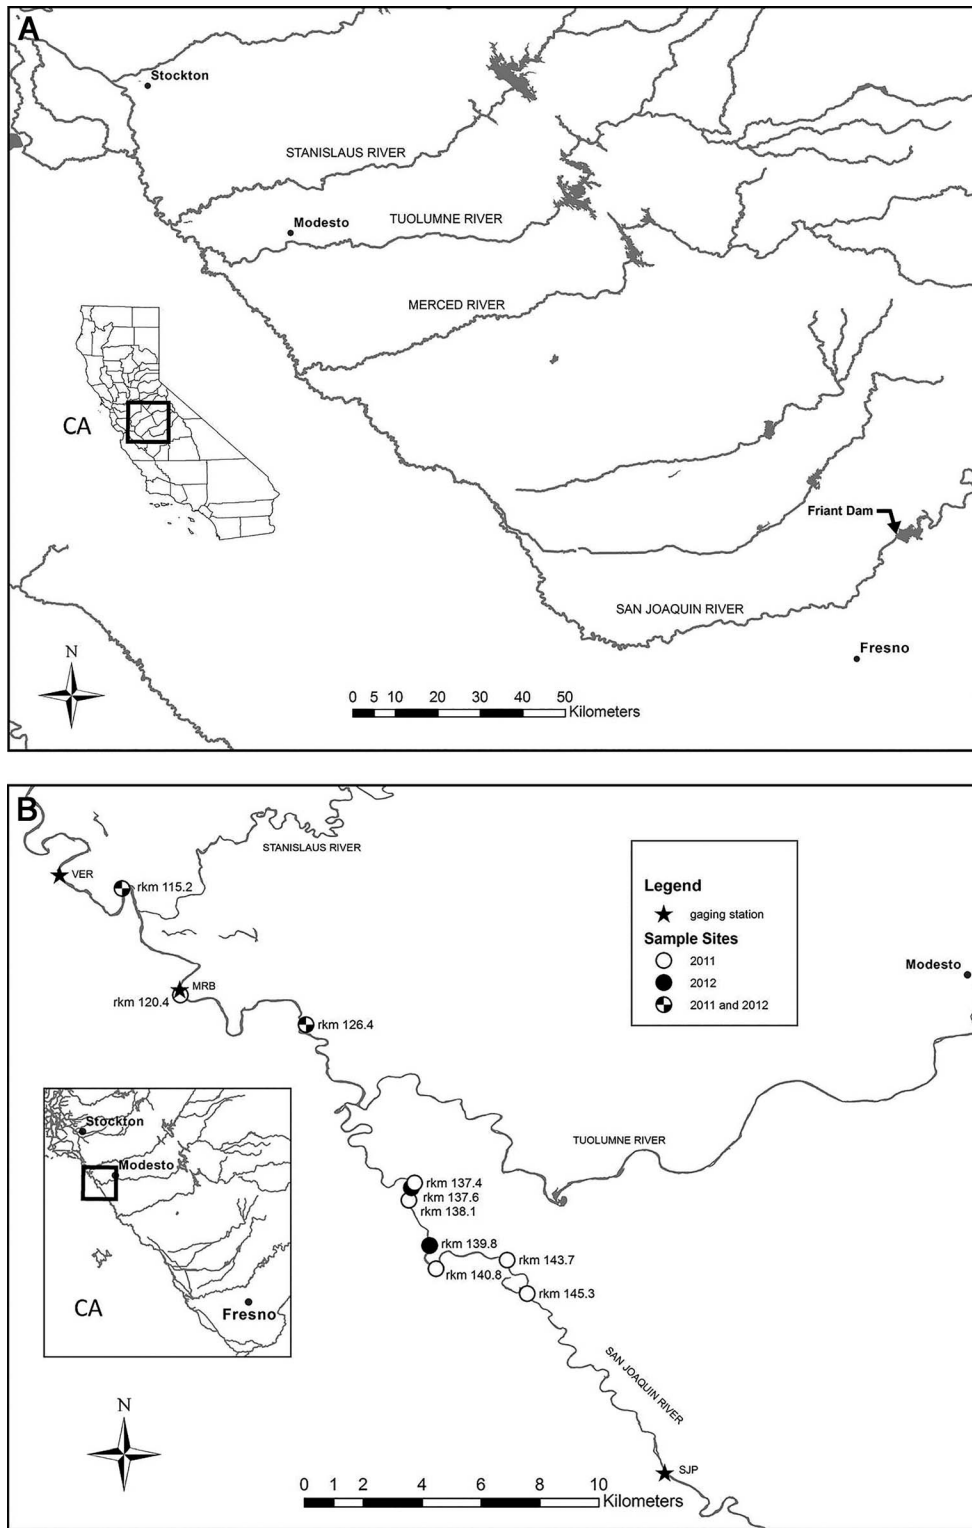 A
Stockton
STANISLAUS RIVER
Modesto
TUOLUMNE RIVER
MERCED RIVER
CA
Friant Dam
SAN JOAQUIN RIVER
Fresno
N
0 5 10 20 30 40 50
Kilometers
B
STANISLAUS RIVER
VER
rkm 115.2
Legend
gaging station
Sample Sites
2011
2012
2011 and 2012
Modesto
MRB
rkm 120.4
rkm 126.4
Stockton
Modesto
CA
Fresno
TUOLUMNE RIVER
rkm 137.4
rkm 137.6
rkm 138.1
rkm 139.8
rkm 143.7
rkm 140.8
rkm 145.3
SAN JOAQUIN RIVER
SJP
N
0 1 2 4 6 8 10
Kilometers